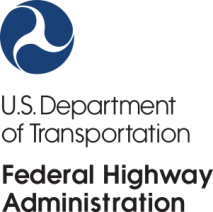 U.S. Department
of Transportation
Federal Highway
Administration